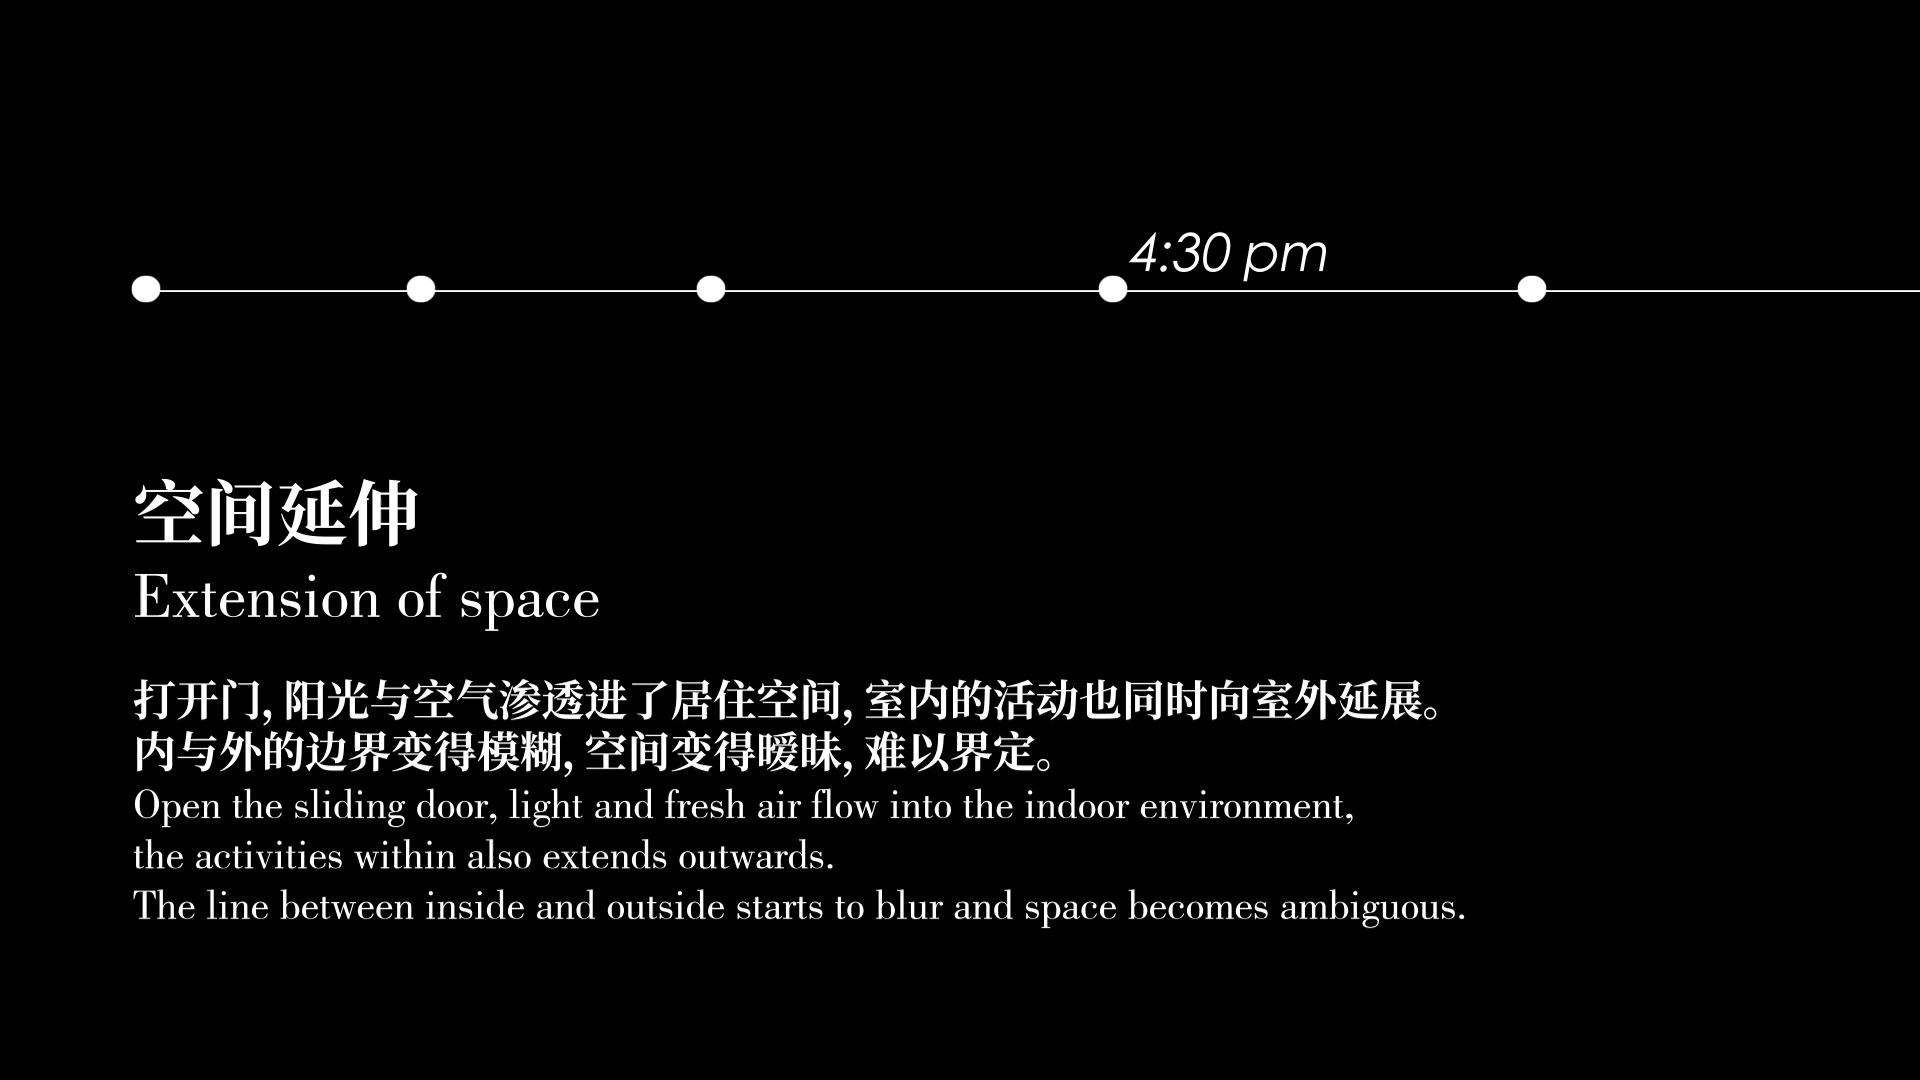 4:30 pm
空间延伸
Extension of space
打开门, 阳光与空气渗透进了居住空间, 室内的活动也同时向室外延展。
内与外的边界变得模糊, 空间变得暧昧, 难以界定。
Open the sliding door, light and fresh air flow into the indoor environment,
the activities within also extends outwards.
The line between inside and outside starts to blur and space becomes ambiguous.